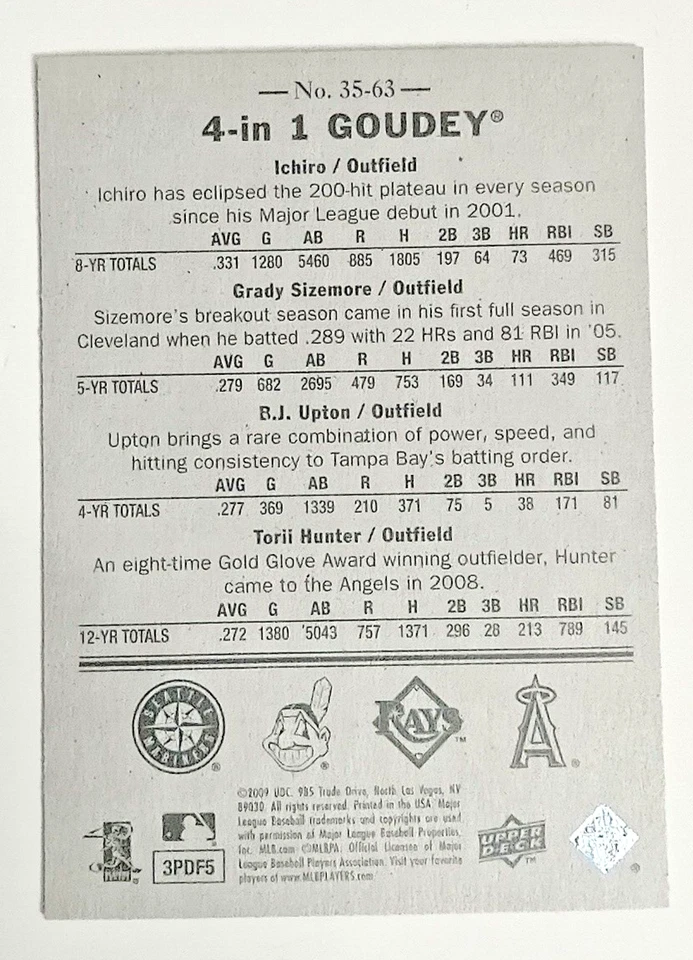 No. 35-63
4-in 1 GOUDEY®
Ichiro / Outfield
Ichiro has eclipsed the 200-hit plateau in every season
since his Major League debut in 2001.
AVG G AB R H 2B 3B HR RBI SB
8-YR TOTALS .331 1280 5460 885 1805 197 64 73 469 315
Grady Sizemore / Outfield
Sizemore's breakout season came in his first full season in
Cleveland when he batted .289 with 22 HRs and 81 RBI in '05.
AVG G AB R H 2B 3B HR RBI SB
5-YR TOTALS .279 682 2695 479 753 169 34 111 349 117
B.J. Upton / Outfield
Upton brings a rare combination of power, speed, and
hitting consistency to Tampa Bay's batting order.
AVG G AB R H 2B 3B HR RBI SB
4-YR TOTALS .277 369 1339 210 371 75 5 38 171 81
Torii Hunter / Outfield
An eight-time Gold Glove Award winning outfielder, Hunter
came to the Angels in 2008.
AVG G AB R H 2B 3B HR RBI SB
12-YR TOTALS .272 1380 5043 757 1371 296 28 213 789 145
SEATTLE MARINERS ®
®
RAYS ™
A ®
©2009 UDC. 985 Trade Drive, North Las Vegas, NV
89030. All rights reserved. Printed in the USA. Major
League Baseball trademarks and copyrights are used
with permission of Major League Baseball Properties,
Inc. MLB.com ©MLBPA. Official Licensee of Major
League Baseball Players Association. Visit your favorite
players at www.MLBPLAYERS.com.
3PDF5
UPPER DECK ™